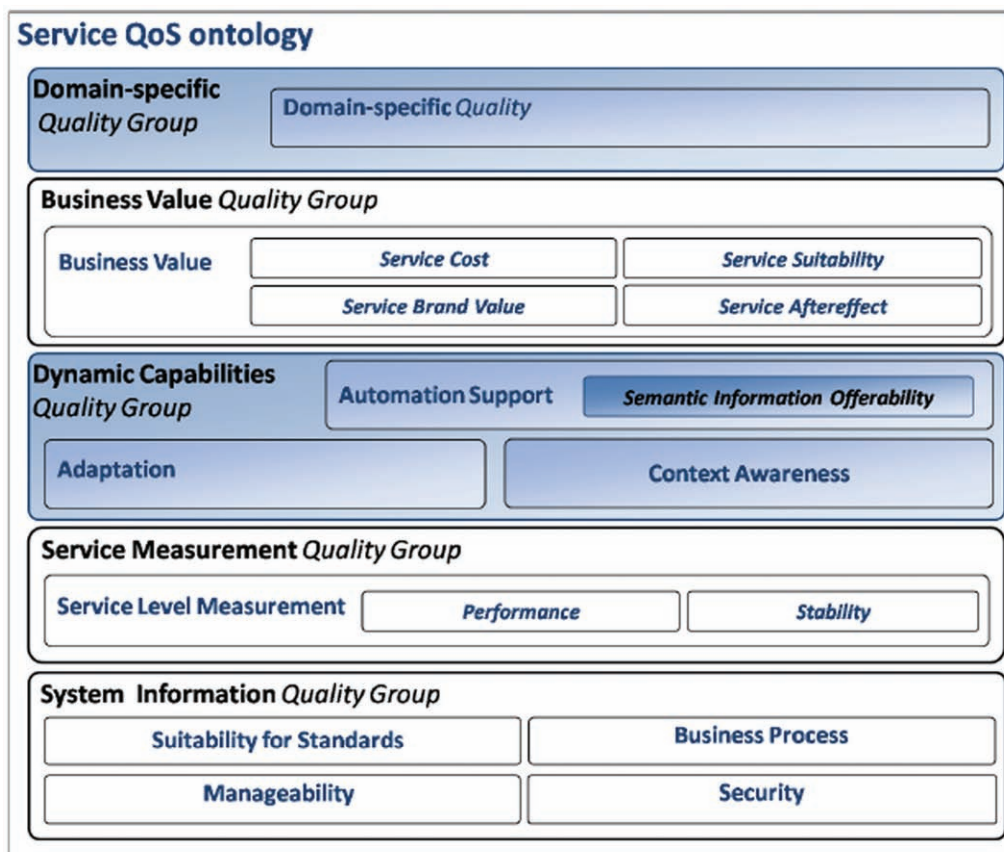 Service QoS ontology
Domain-specific
Quality Group
Domain-specific Quality
Business Value Quality Group
Business Value
Service Cost
Service Suitability
Service Brand Value
Service Aftereffect
Dynamic Capabilities
Quality Group
Automation Support
Semantic Information Offerability
Adaptation
Context Awareness
Service Measurement Quality Group
Service Level Measurement
Performance
Stability
System Information Quality Group
Suitability for Standards
Business Process
Manageability
Security